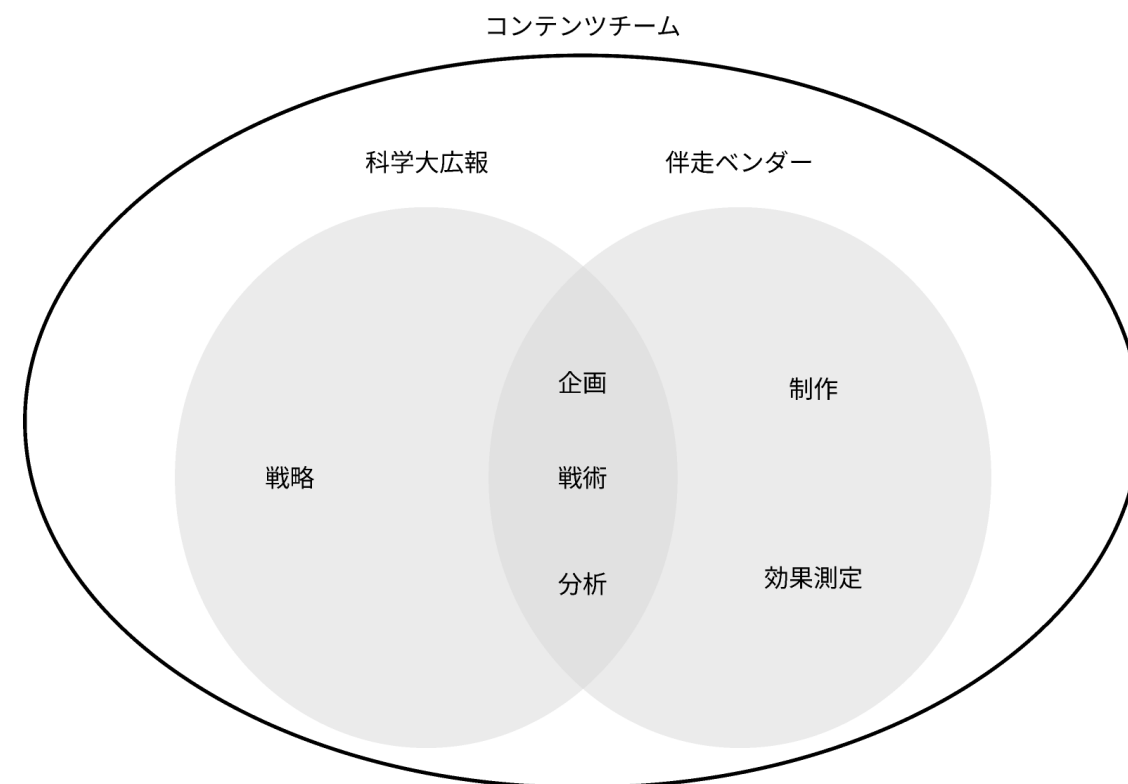 コンテンツチーム
科学大広報
伴走ベンダー
企画
制作
戦略
戦術
分析
効果測定